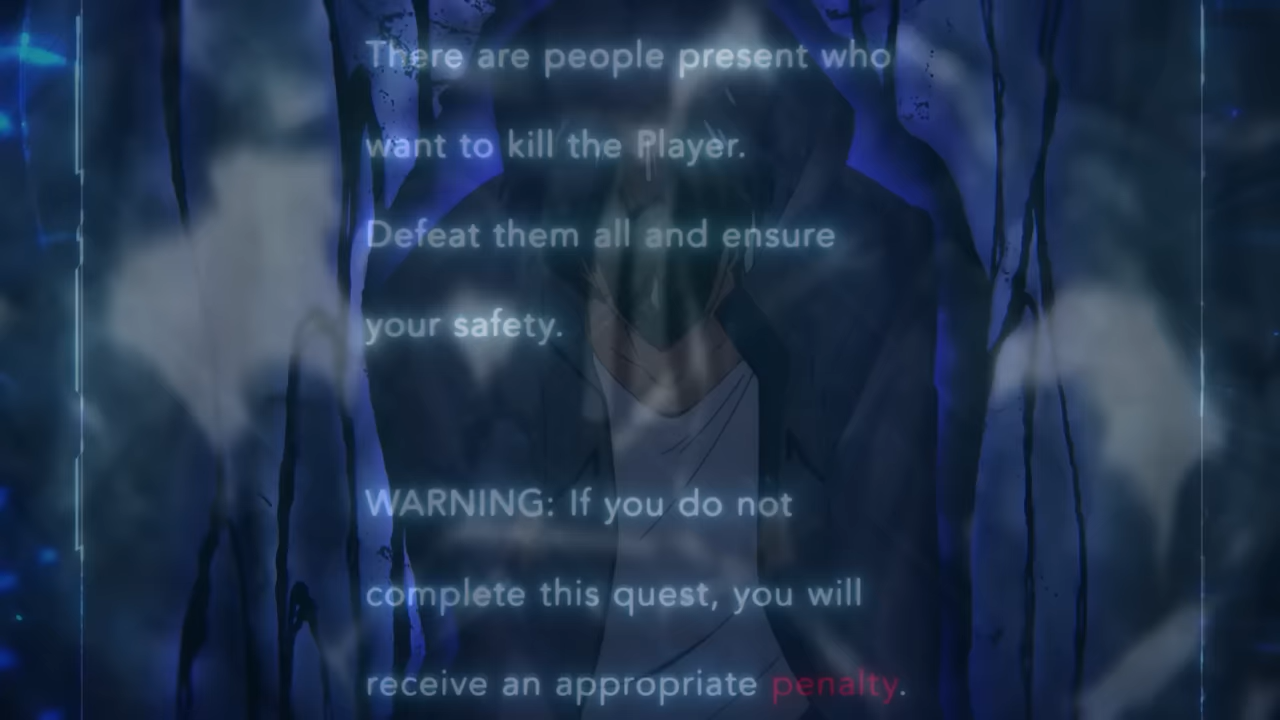 There are people present who
want to kill the Player.
Defeat them all and ensure
your safety.
WARNING: If you do not
complete this quest, you will
receive an appropriate penalty.